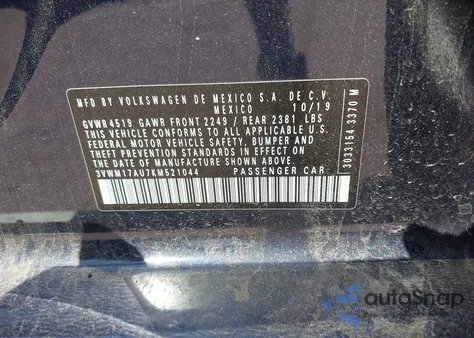 MFD BY VOLKSWAGEN DE MEXICO S.A. DE C.V.
MEXICO 10/19
GVWR4519 GAWR FRONT 2249 / REAR 2381 LBS
THIS VEHICLE CONFORMS TO ALL APPLICABLE U.S.
FEDERAL MOTOR VEHICLE SAFETY, BUMPER AND
THEFT PREVENTION STANDARDS IN EFFECT ON
THE DATE OF MANUFACTURE SHOWN ABOVE.
3VWM17AU7KM521044 PASSENGER CAR
3033154 3370 M
autoSnap